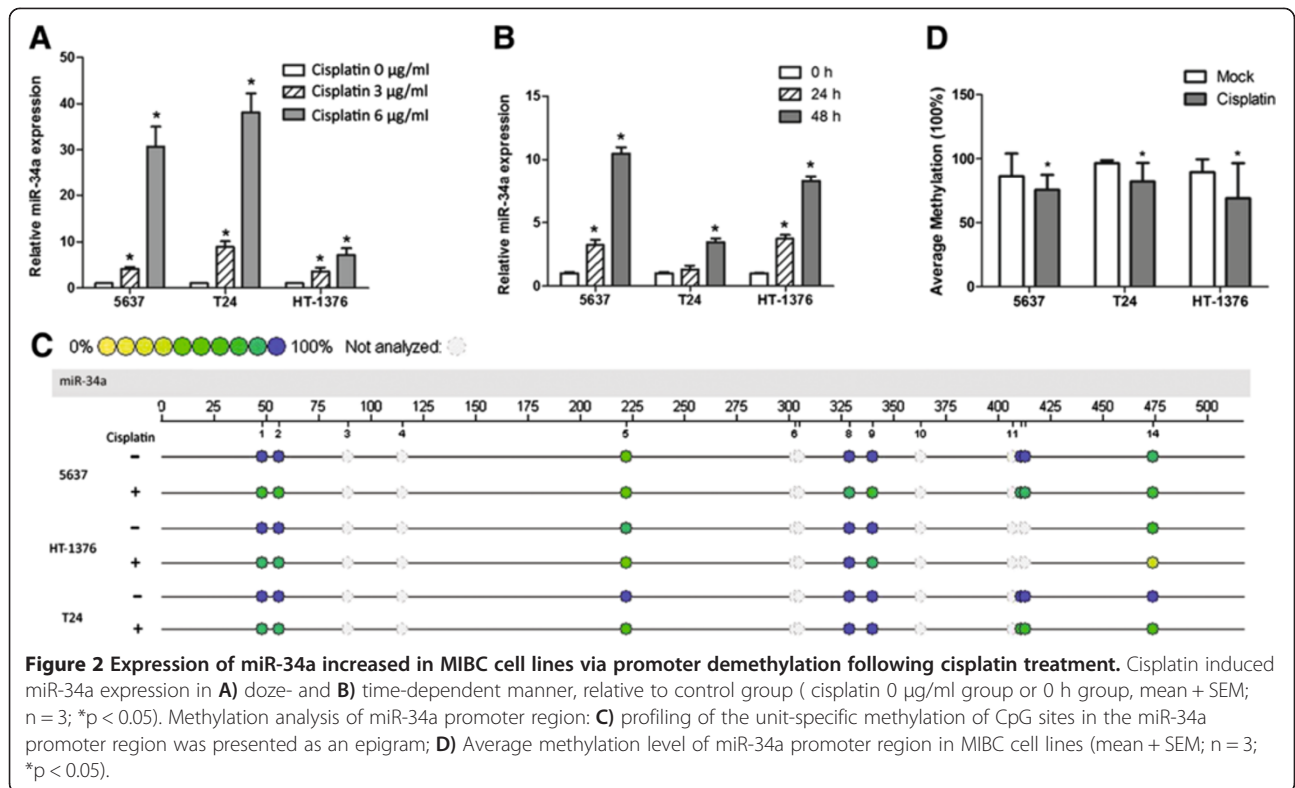 A
Relative miR-34a expression
50
40
30
20
10
0
Cisplatin 0 µg/ml
Cisplatin 3 µg/ml
Cisplatin 6 µg/ml
* * * * * *
5637 T24 HT-1376
B
Relative miR-34a expression
15
10
5
0
0 h
24 h
48 h
* * * * *
5637 T24 HT-1376
D
Average Methylation (100%)
150
100
50
0
Mock
Cisplatin
* * *
5637 T24 HT-1376
C 0% 100% Not analyzed:
miR-34a
0 25 50 75 100 125 150 175 200 225 250 275 300 325 350 375 400 425 450 475 500
Cisplatin 1 2 3 4 5 6 8 9 10 11 14
5637
–
+
HT-1376
–
+
T24
–
+
Figure 2 Expression of miR-34a increased in MIBC cell lines via promoter demethylation following cisplatin treatment. Cisplatin induced
miR-34a expression in A) doze- and B) time-dependent manner, relative to control group ( cisplatin 0 µg/ml group or 0 h group, mean + SEM;
n = 3; *p < 0.05). Methylation analysis of miR-34a promoter region: C) profiling of the unit-specific methylation of CpG sites in the miR-34a
promoter region was presented as an epigram; D) Average methylation level of miR-34a promoter region in MIBC cell lines (mean + SEM; n = 3;
*p < 0.05).